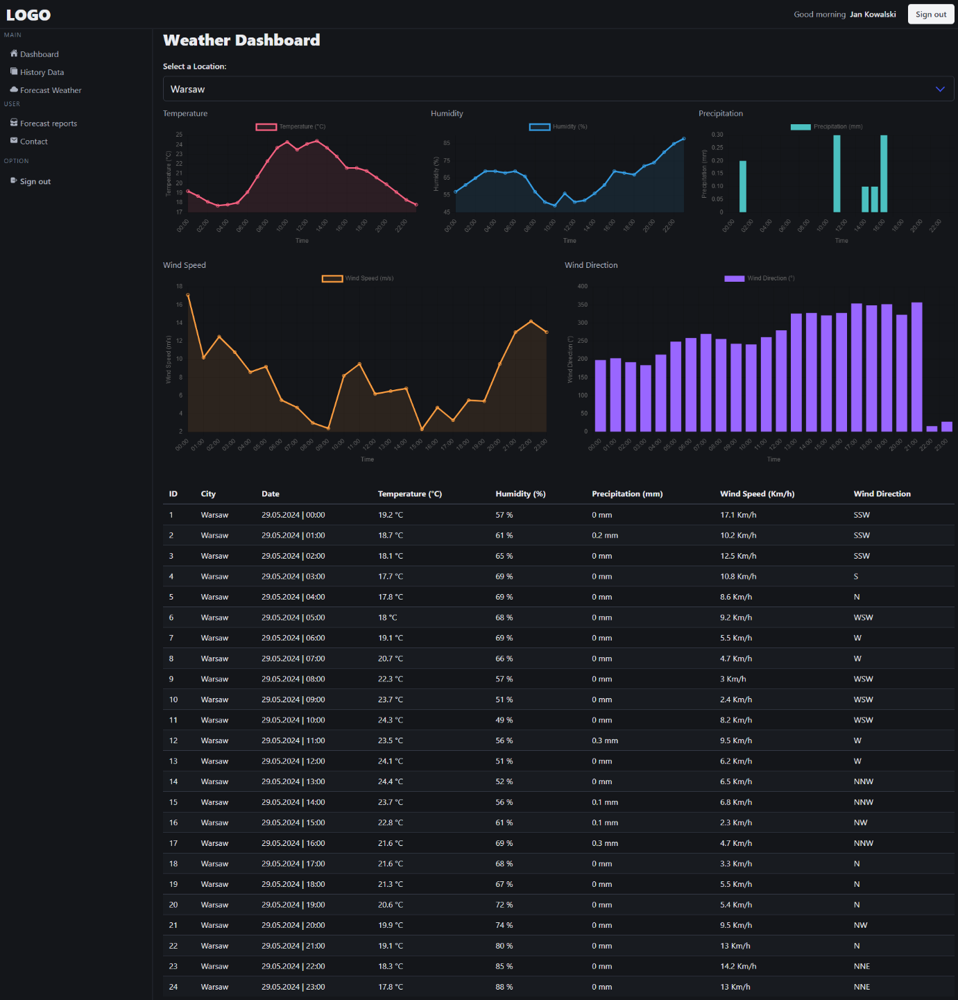 LOGO
Good morning Jan Kowalski Sign out
MAIN
Dashboard
History Data
Forecast Weather
USER
Forecast reports
Contact
OPTION
Sign out
Weather Dashboard
Select a Location:
Warsaw
Temperature
Temperature (°C)
Temperature (°C)
25
24
23
22
21
20
19
18
17
00:00 02:00 04:00 06:00 08:00 10:00 12:00 14:00 16:00 18:00 20:00 22:00
Time
Humidity
Humidity (%)
Humidity (%)
85
75
65
55
45
00:00 02:00 04:00 06:00 08:00 10:00 12:00 14:00 16:00 18:00 20:00 22:00
Time
Precipitation
Precipitation (mm)
Precipitation (mm)
0.30
0.25
0.20
0.15
0.10
0.05
0
00:00 02:00 04:00 06:00 08:00 10:00 12:00 14:00 16:00 18:00 20:00 22:00
Time
Wind Speed
Wind Speed (m/s)
Wind Speed (m/s)
18
16
14
12
10
8
6
4
2
00:00 01:00 02:00 03:00 04:00 05:00 06:00 07:00 08:00 09:00 10:00 11:00 12:00 13:00 14:00 15:00 16:00 17:00 18:00 19:00 20:00 21:00 22:00 23:00
Time
Wind Direction
Wind Direction (°)
Wind Direction (°)
400
350
300
250
200
150
100
50
0
00:00 01:00 02:00 03:00 04:00 05:00 06:00 07:00 08:00 09:00 10:00 11:00 12:00 13:00 14:00 15:00 16:00 17:00 18:00 19:00 20:00 21:00 22:00 23:00
Time
ID City Date Temperature (°C) Humidity (%) Precipitation (mm) Wind Speed (Km/h) Wind Direction
1 Warsaw 29.05.2024 | 00:00 19.2 °C 57 % 0 mm 17.1 Km/h SSW
2 Warsaw 29.05.2024 | 01:00 18.7 °C 61 % 0.2 mm 10.2 Km/h SSW
3 Warsaw 29.05.2024 | 02:00 18.1 °C 65 % 0 mm 12.5 Km/h SSW
4 Warsaw 29.05.2024 | 03:00 17.7 °C 69 % 0 mm 10.8 Km/h S
5 Warsaw 29.05.2024 | 04:00 17.8 °C 69 % 0 mm 8.6 Km/h N
6 Warsaw 29.05.2024 | 05:00 18 °C 68 % 0 mm 9.2 Km/h WSW
7 Warsaw 29.05.2024 | 06:00 19.1 °C 69 % 0 mm 5.5 Km/h W
8 Warsaw 29.05.2024 | 07:00 20.7 °C 66 % 0 mm 4.7 Km/h W
9 Warsaw 29.05.2024 | 08:00 22.3 °C 57 % 0 mm 3 Km/h WSW
10 Warsaw 29.05.2024 | 09:00 23.7 °C 51 % 0 mm 2.4 Km/h WSW
11 Warsaw 29.05.2024 | 10:00 24.3 °C 49 % 0 mm 8.2 Km/h WSW
12 Warsaw 29.05.2024 | 11:00 23.5 °C 56 % 0.3 mm 9.5 Km/h W
13 Warsaw 29.05.2024 | 12:00 24.1 °C 51 % 0 mm 6.2 Km/h W
14 Warsaw 29.05.2024 | 13:00 24.4 °C 52 % 0 mm 6.5 Km/h NNW
15 Warsaw 29.05.2024 | 14:00 23.7 °C 56 % 0.1 mm 6.8 Km/h NNW
16 Warsaw 29.05.2024 | 15:00 22.8 °C 61 % 0.1 mm 2.3 Km/h NW
17 Warsaw 29.05.2024 | 16:00 21.6 °C 69 % 0.3 mm 4.7 Km/h NNW
18 Warsaw 29.05.2024 | 17:00 21.6 °C 68 % 0 mm 3.3 Km/h N
19 Warsaw 29.05.2024 | 18:00 21.3 °C 67 % 0 mm 5.5 Km/h N
20 Warsaw 29.05.2024 | 19:00 20.6 °C 72 % 0 mm 5.4 Km/h N
21 Warsaw 29.05.2024 | 20:00 19.9 °C 74 % 0 mm 9.5 Km/h NW
22 Warsaw 29.05.2024 | 21:00 19.1 °C 80 % 0 mm 13 Km/h N
23 Warsaw 29.05.2024 | 22:00 18.3 °C 85 % 0 mm 14.2 Km/h NNE
24 Warsaw 29.05.2024 | 23:00 17.8 °C 88 % 0 mm 13 Km/h NNE